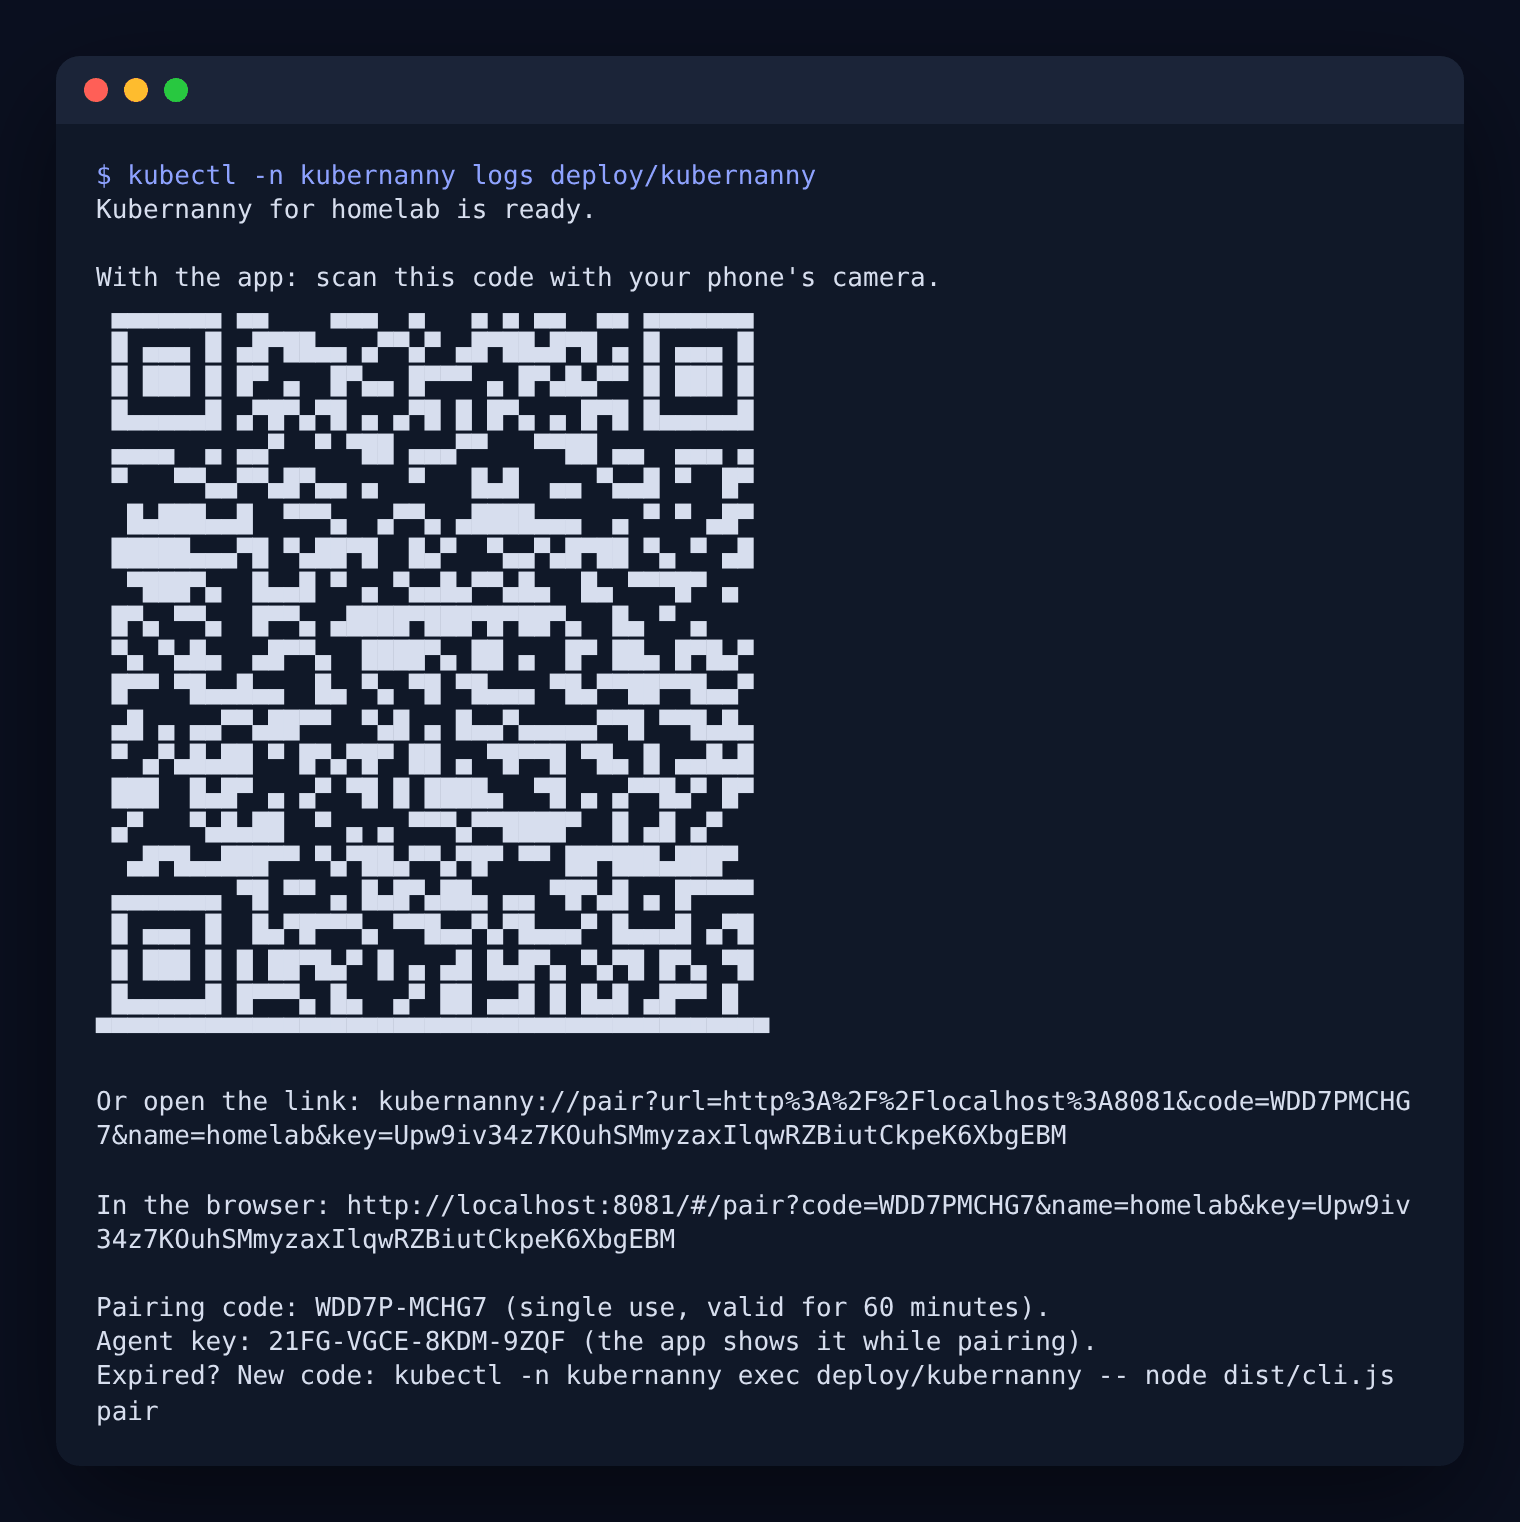 $ kubectl -n kubernanny logs deploy/kubernanny
Kubernanny for homelab is ready.
With the app: scan this code with your phone's camera.
Or open the link: kubernanny://pair?url=http%3A%2F%2Flocalhost%3A8081&code=WDD7PMCHG
7&name=homelab&key=Upw9iv34z7KOuhSMmyzaxIlqwRZBiutCkpeK6XbgEBM
In the browser: http://localhost:8081/#/pair?code=WDD7PMCHG7&name=homelab&key=Upw9iv
34z7KOuhSMmyzaxIlqwRZBiutCkpeK6XbgEBM
Pairing code: WDD7P-MCHG7 (single use, valid for 60 minutes).
Agent key: 21FG-VGCE-8KDM-9ZQF (the app shows it while pairing).
Expired? New code: kubectl -n kubernanny exec deploy/kubernanny -- node dist/cli.js
pair